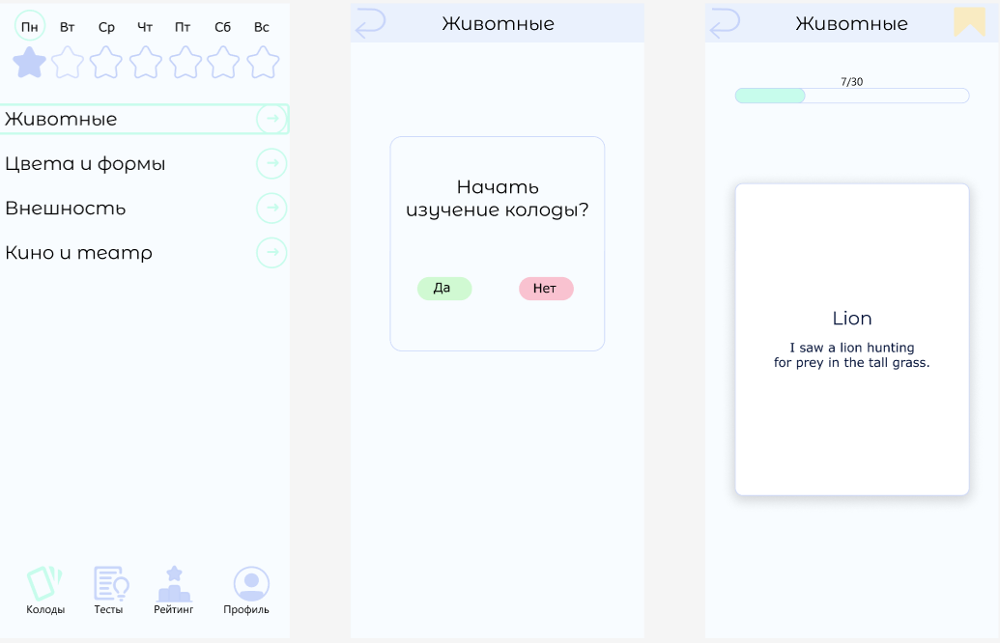 Пн Вт Ср Чт Пт Сб Вс
Животные
Цвета и формы
Внешность
Кино и театр
Колоды Тесты Рейтинг Профиль
Животные
Начать
изучение колоды?
Да Нет
Животные
7/30
Lion
I saw a lion hunting
for prey in the tall grass.